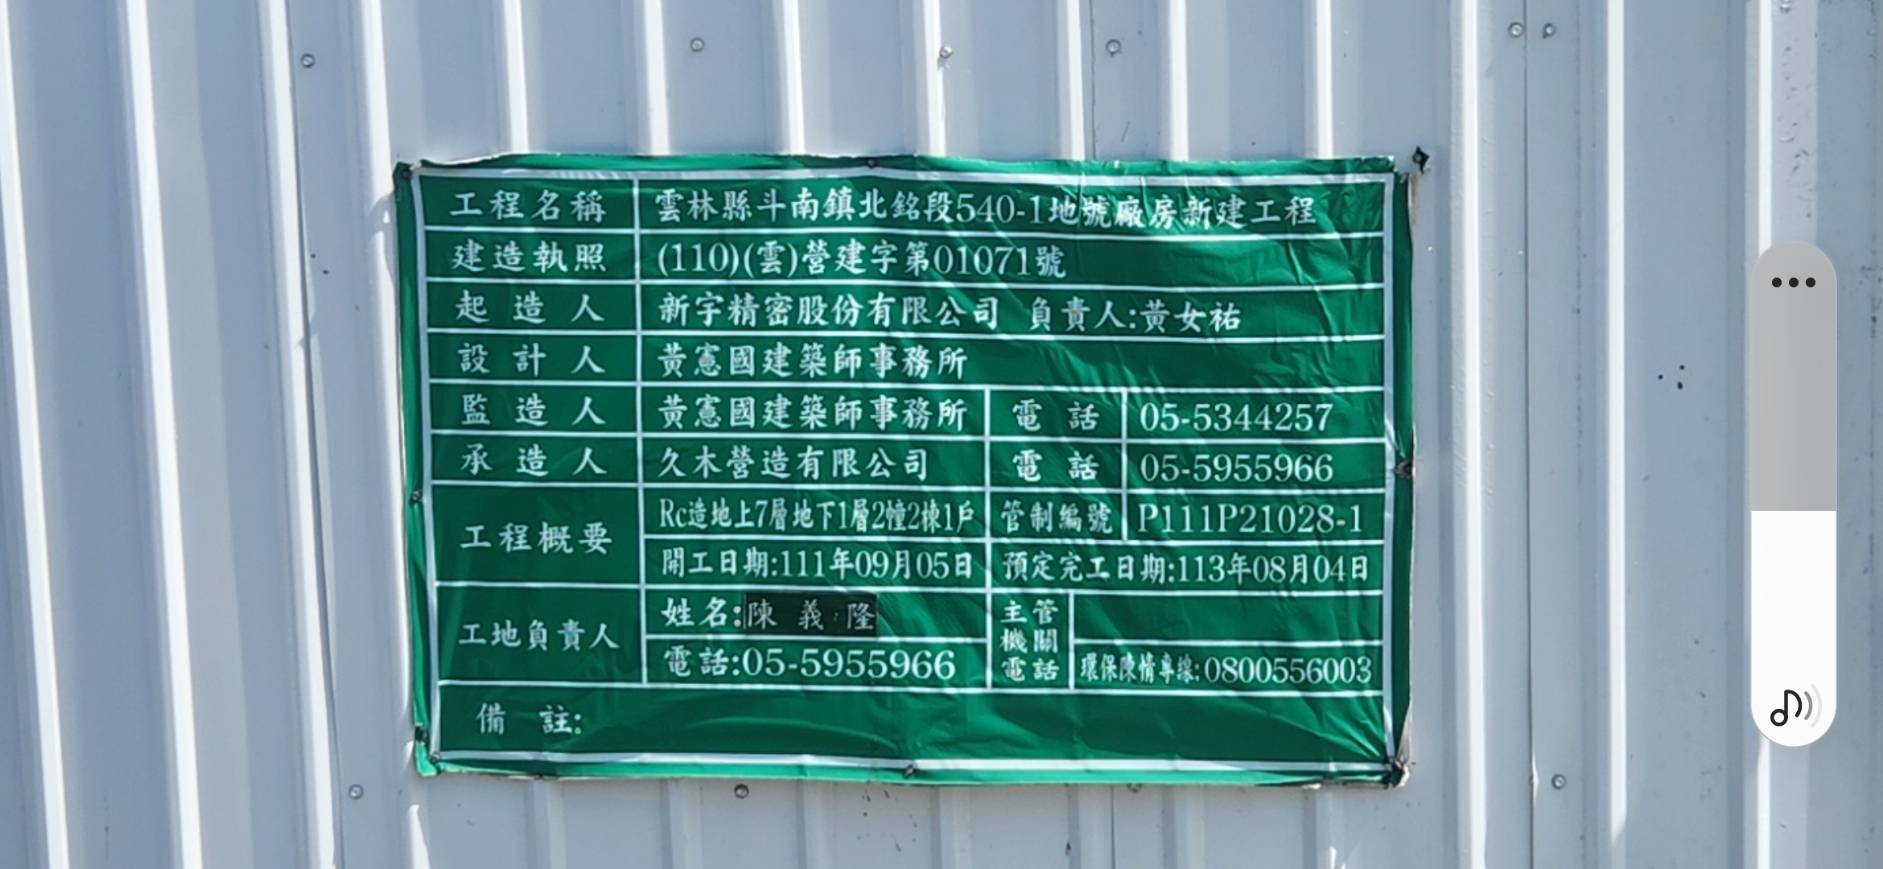 工程名稱 雲林縣斗南鎮北銘段540-1地號廠房新建工程
建造執照 (110)(雲)營建字第01071號
起造人 新字精密股份有限公司 負責人:黃女祐
設計人 黃憲國建築師事務所
監造人 黃憲國建築師事務所 電話 05-5344257
承造人 久木營造有限公司 電話 05-5955966
工程概要 Rc造地上7層地下1層2幢2棟1戶 管制編號 P111P21028-1
開工日期:111年09月05日 預定完工日期:113年08月04日
工地負責人 姓名:陳義隆 主管機關電話
電話:05-5955966 環保陳情專線:0800556003
備註: